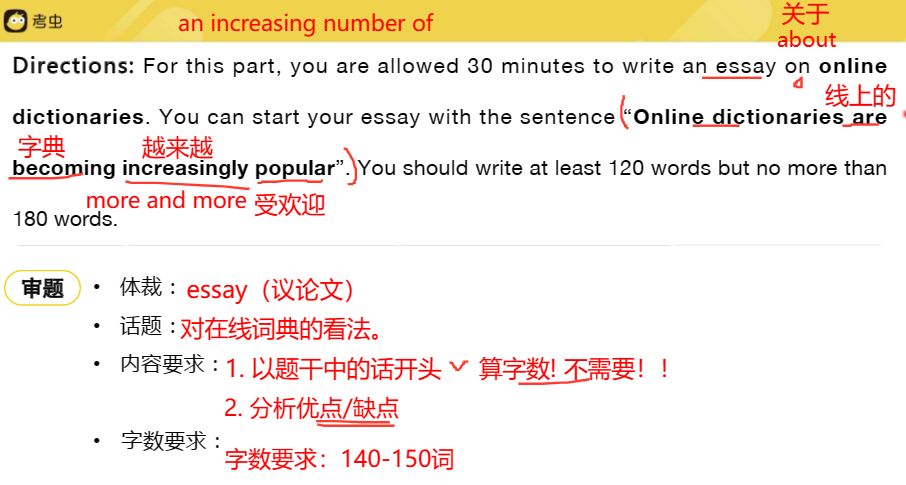 考虫
an increasing number of
关于
about
Directions: For this part, you are allowed 30 minutes to write an essay on online
线上的
dictionaries. You can start your essay with the sentence “Online dictionaries are
字典
越来越
becoming increasingly popular”. You should write at least 120 words but no more than
more and more
受欢迎
180 words.
审题
• 体裁： essay（议论文）
• 话题：对在线词典的看法。
• 内容要求：1. 以题干中的话开头 算字数! 不需要！！
2. 分析优点/缺点
• 字数要求：
字数要求：140-150词